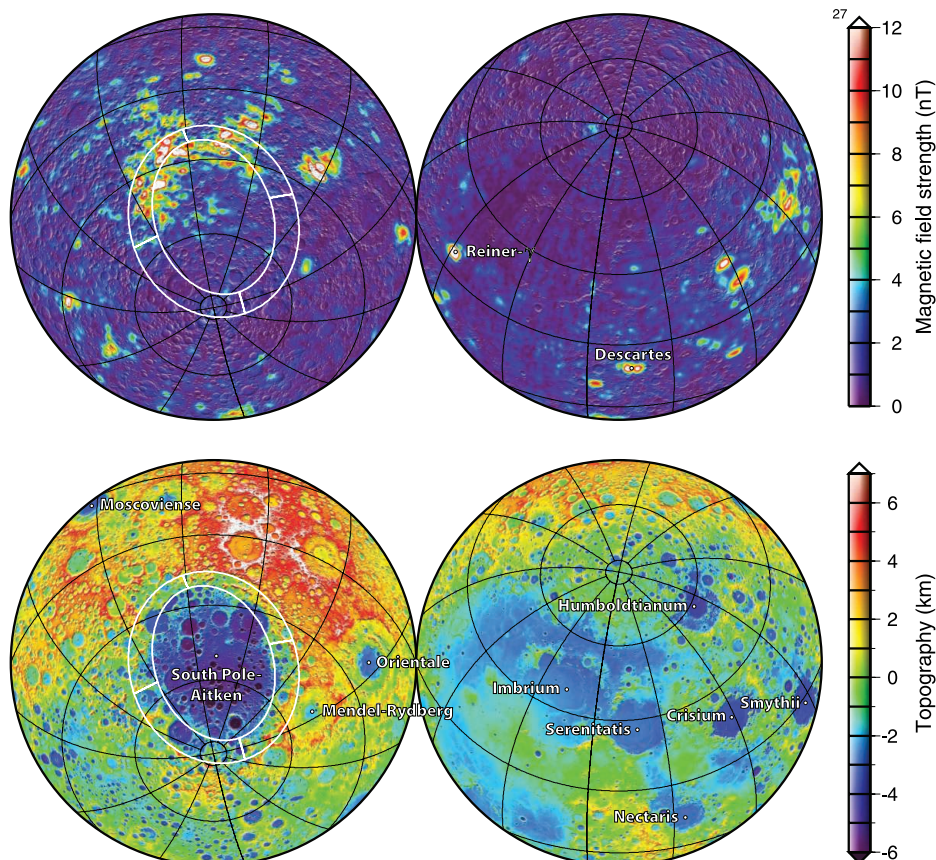 27
12
10
8
6
4
2
0
Magnetic field strength (nT)
Reiner-γ
Descartes
6
4
2
0
-2
-4
-6
Topography (km)
Moscoviense
South Pole-
Aitken
Orientale
Mendel-Rydberg
Humboldtianum
Imbrium
Serenitatis
Crisium
Smythii
Nectaris